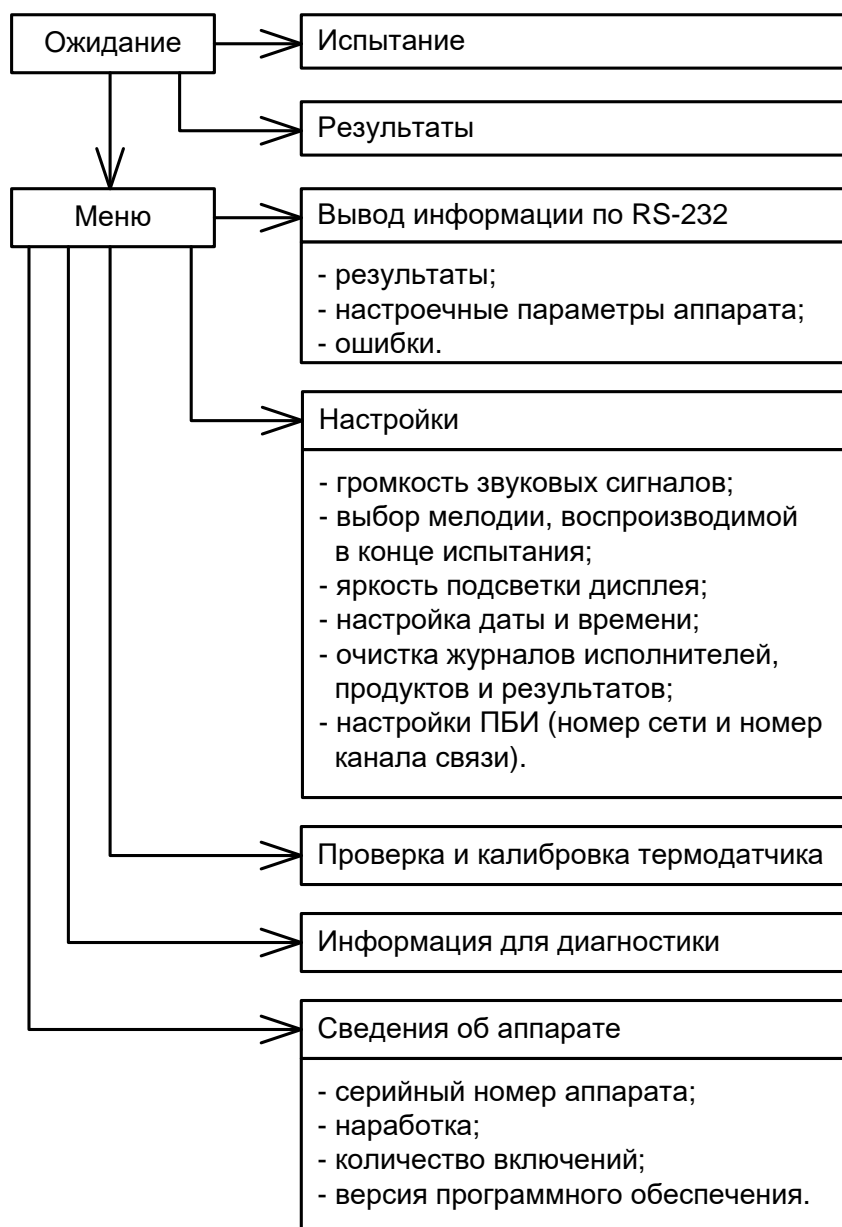 Ожидание
Испытание
Результаты
Меню
Вывод информации по RS-232
- результаты;
- настроечные параметры аппарата;
- ошибки.
Настройки
- громкость звуковых сигналов;
- выбор мелодии, воспроизводимой
в конце испытания;
- яркость подсветки дисплея;
- настройка даты и времени;
- очистка журналов исполнителей,
продуктов и результатов;
- настройки ПБИ (номер сети и номер
канала связи).
Проверка и калибровка термодатчика
Информация для диагностики
Сведения об аппарате
- серийный номер аппарата;
- наработка;
- количество включений;
- версия программного обеспечения.